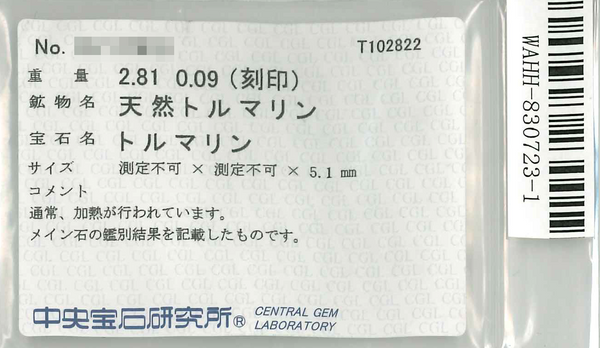 No.
T102822
重量 2.81 0.09（刻印）
鉱物名 天然トルマリン
宝石名 トルマリン
サイズ 測定不可 × 測定不可 × 5.1 mm
コメント
通常、加熱が行われています。
メイン石の鑑別結果を記載したものです。
中央宝石研究所® CENTRAL GEM
LABORATORY
WAHH-830723-1